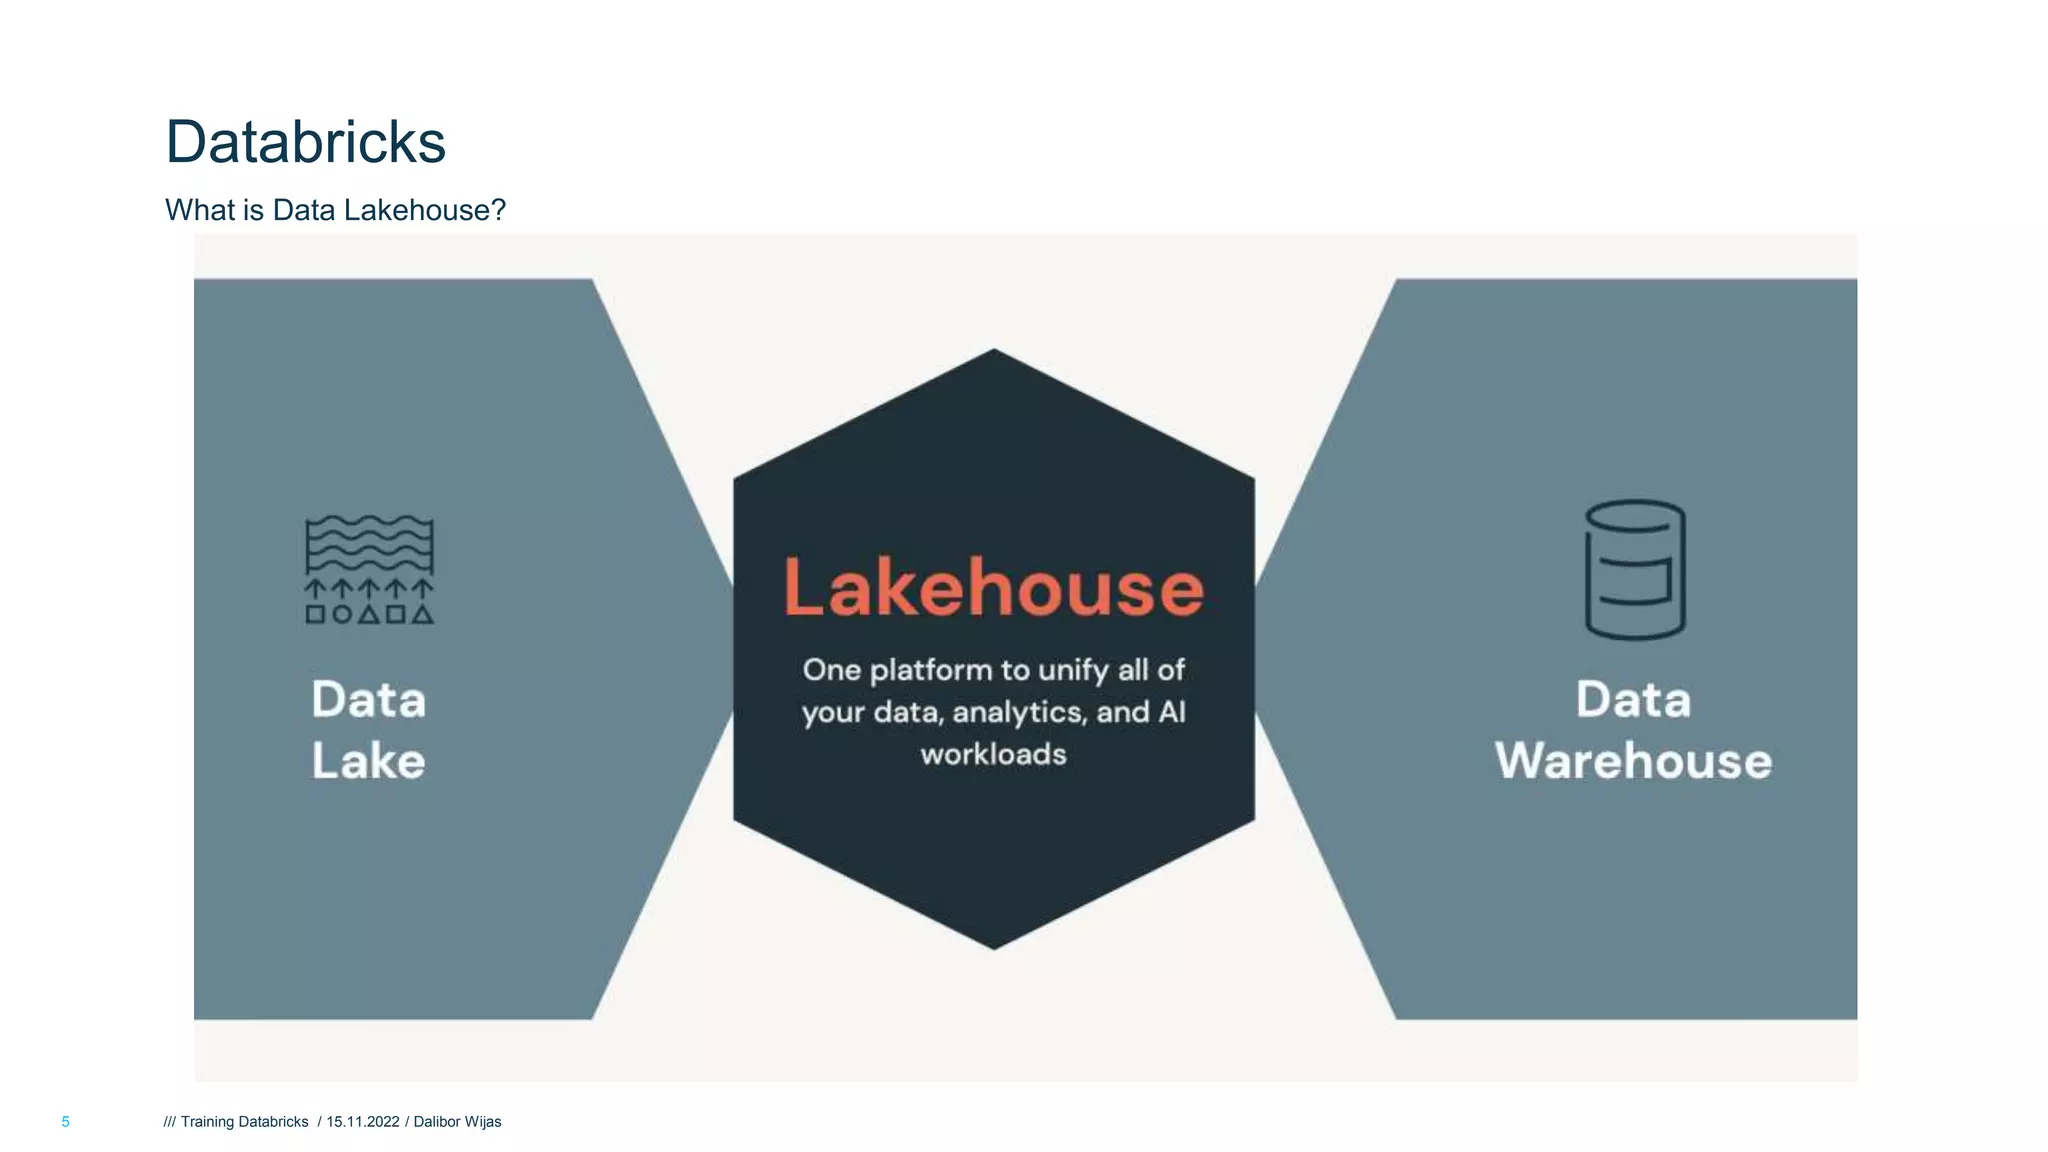 Databricks
What is Data Lakehouse?
Data
Lake
Lakehouse
One platform to unify all of
your data, analytics, and AI
workloads
Data
Warehouse
5
/// Training Databricks / 15.11.2022 / Dalibor Wijas